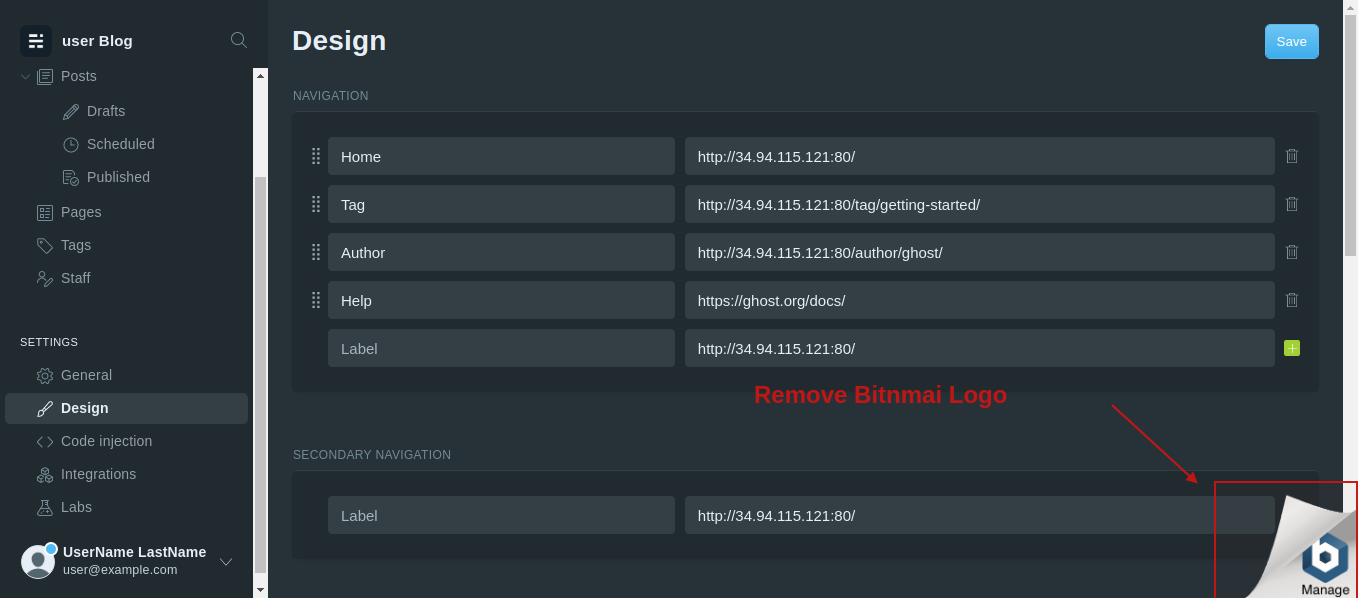 user Blog
Posts
Drafts
Scheduled
Published
Pages
Tags
Staff
SETTINGS
General
Design
Code injection
Integrations
Labs
UserName LastName
user@example.com
Design
Save
NAVIGATION
Home http://34.94.115.121:80/
Tag http://34.94.115.121:80/tag/getting-started/
Author http://34.94.115.121:80/author/ghost/
Help https://ghost.org/docs/
Label http://34.94.115.121:80/
Remove Bitnmai Logo
SECONDARY NAVIGATION
Label http://34.94.115.121:80/
b
Manage